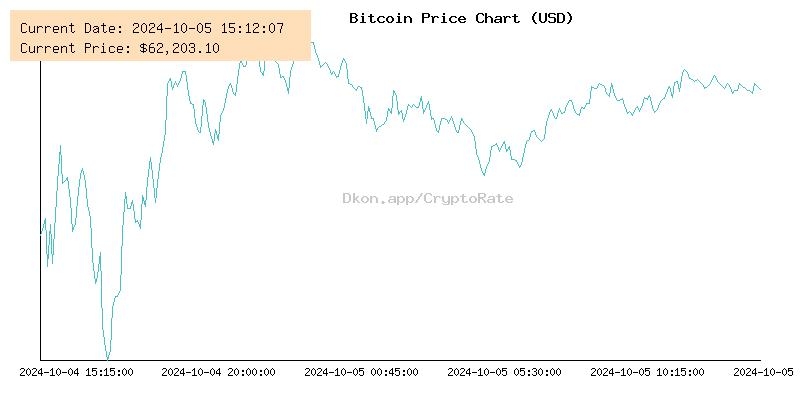 Bitcoin Price Chart (USD)
Current Date: 2024-10-05 15:12:07
Current Price: $62,203.10
Dkon.app/CryptoRate
2024-10-04 15:15:00 2024-10-04 20:00:00 2024-10-05 00:45:00 2024-10-05 05:30:00 2024-10-05 10:15:00 2024-10-05